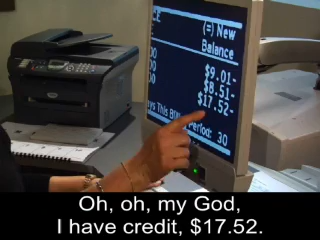 (=) New
Balance
$9.01-
$8.51-
$17.52-
Period: 30
Oh, oh, my God,
I have credit, $17.52.